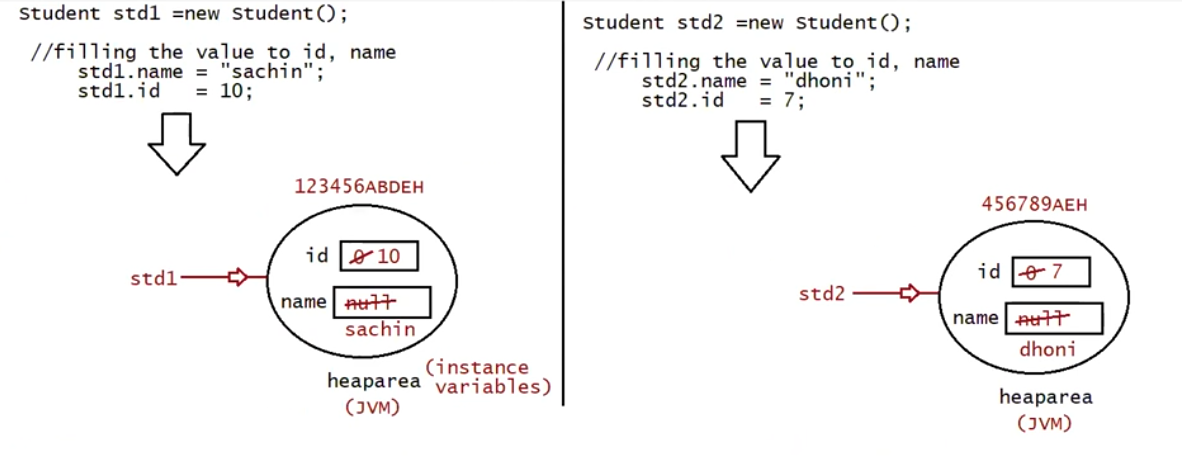 Student std1 =new Student();
//filling the value to id, name
std1.name = "sachin";
std1.id   = 10;
123456ABDEH
id 0 10
std1
name null
sachin
heaparea (instance variables)
(JVM)
Student std2 =new Student();
//filling the value to id, name
std2.name = "dhoni";
std2.id   = 7;
456789AEH
id 0 7
std2
name null
dhoni
heaparea
(JVM)